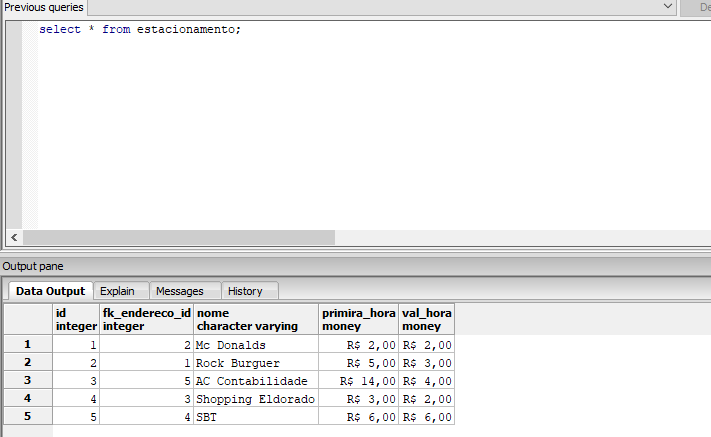 Previous queries
De
select * from estacionamento;
Output pane
Data Output Explain Messages History
id fk_endereco_id nome primira_hora val_hora
integer integer character varying money money
1 1 2 Mc Donalds R$ 2,00 R$ 2,00
2 2 1 Rock Burguer R$ 5,00 R$ 3,00
3 3 5 AC Contabilidade R$ 14,00 R$ 4,00
4 4 3 Shopping Eldorado R$ 3,00 R$ 2,00
5 5 4 SBT R$ 6,00 R$ 6,00